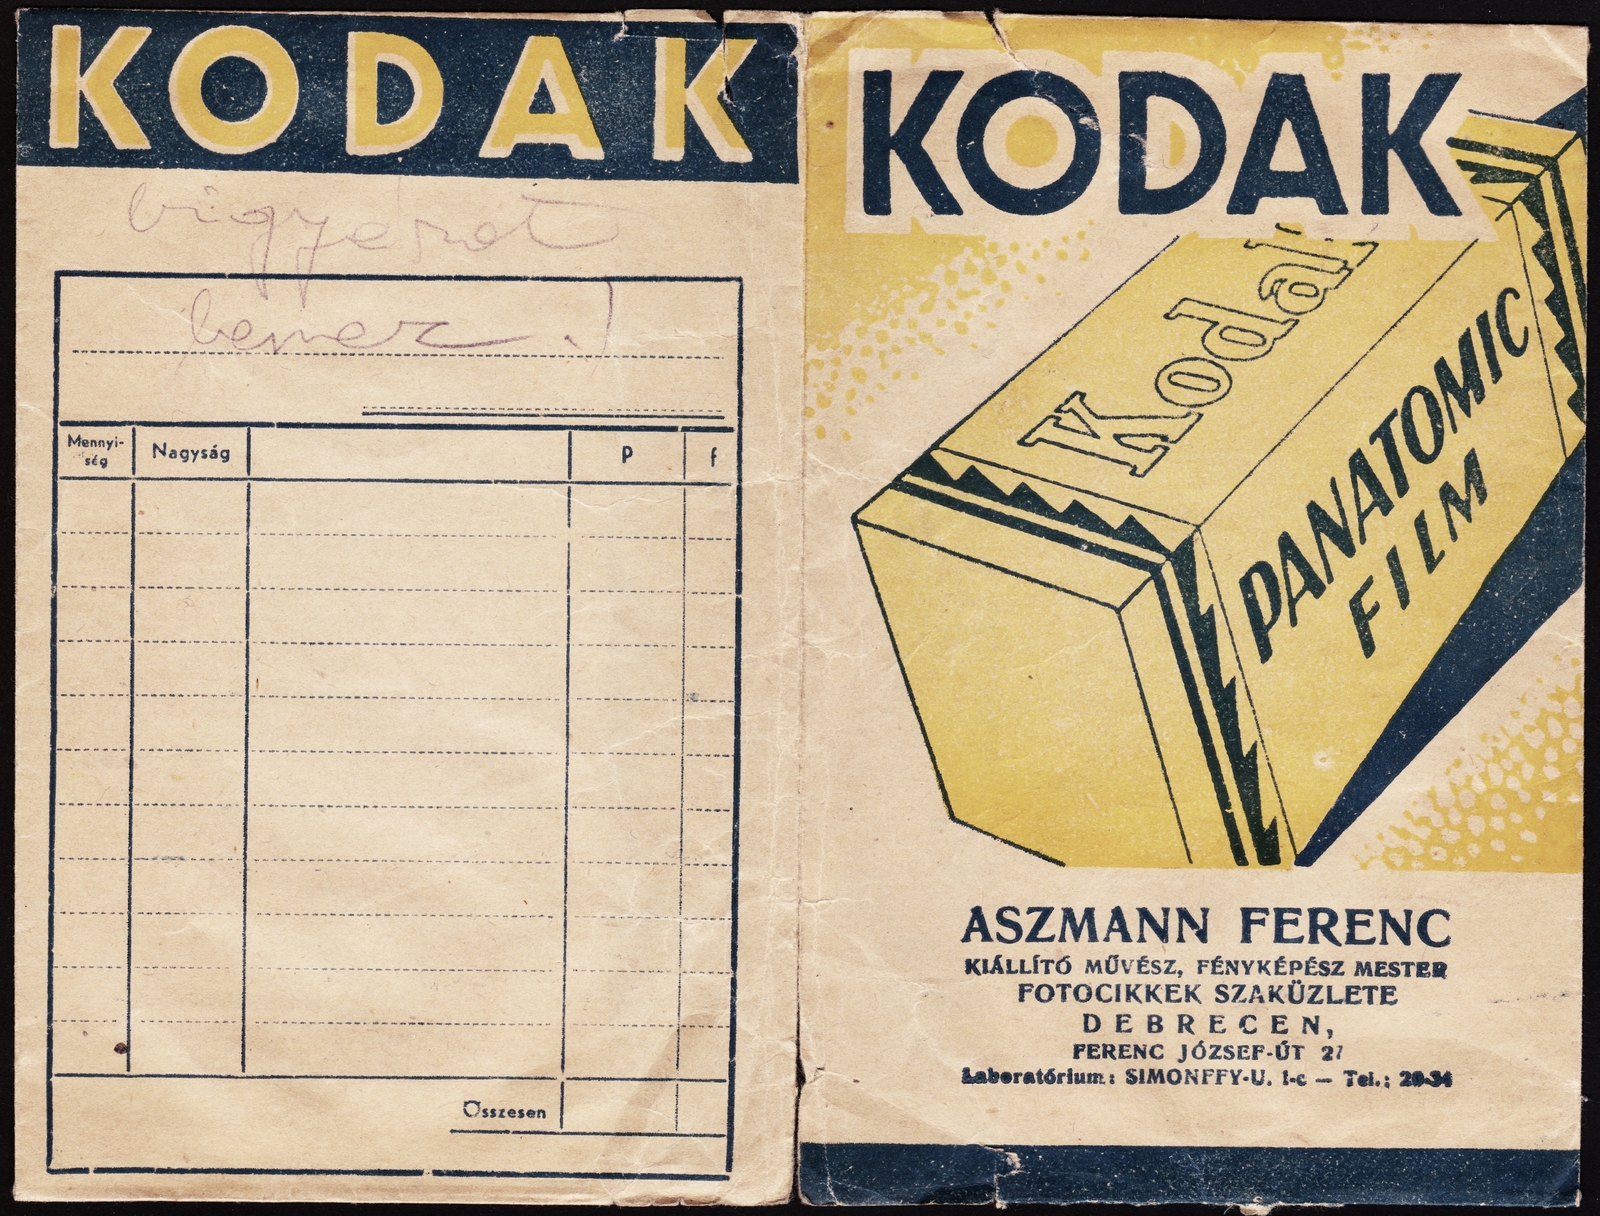 KODAK
bemer .!
Mennyi-
ség
Nagyság
P
f
Összesen
KODAK
Kodak
PANATOMIC
FILM
ASZMANN FERENC
KIÁLLÍTÓ MŰVÉSZ, FÉNYKÉPÉSZ MESTER
FOTOCIKKEK SZAKÜZLETE
DEBRECEN,
FERENC JÓZSEF-ÚT 27
Laboratórium: SIMONFFY-U. 1-c — Tel.: 20-34